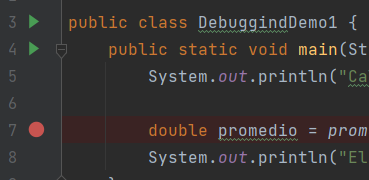 3 public class DebuggindDemo1 {
4 public static void main(St
5 System.out.println("Ca
6
7 double promedio = prom
8 System.out.println("El